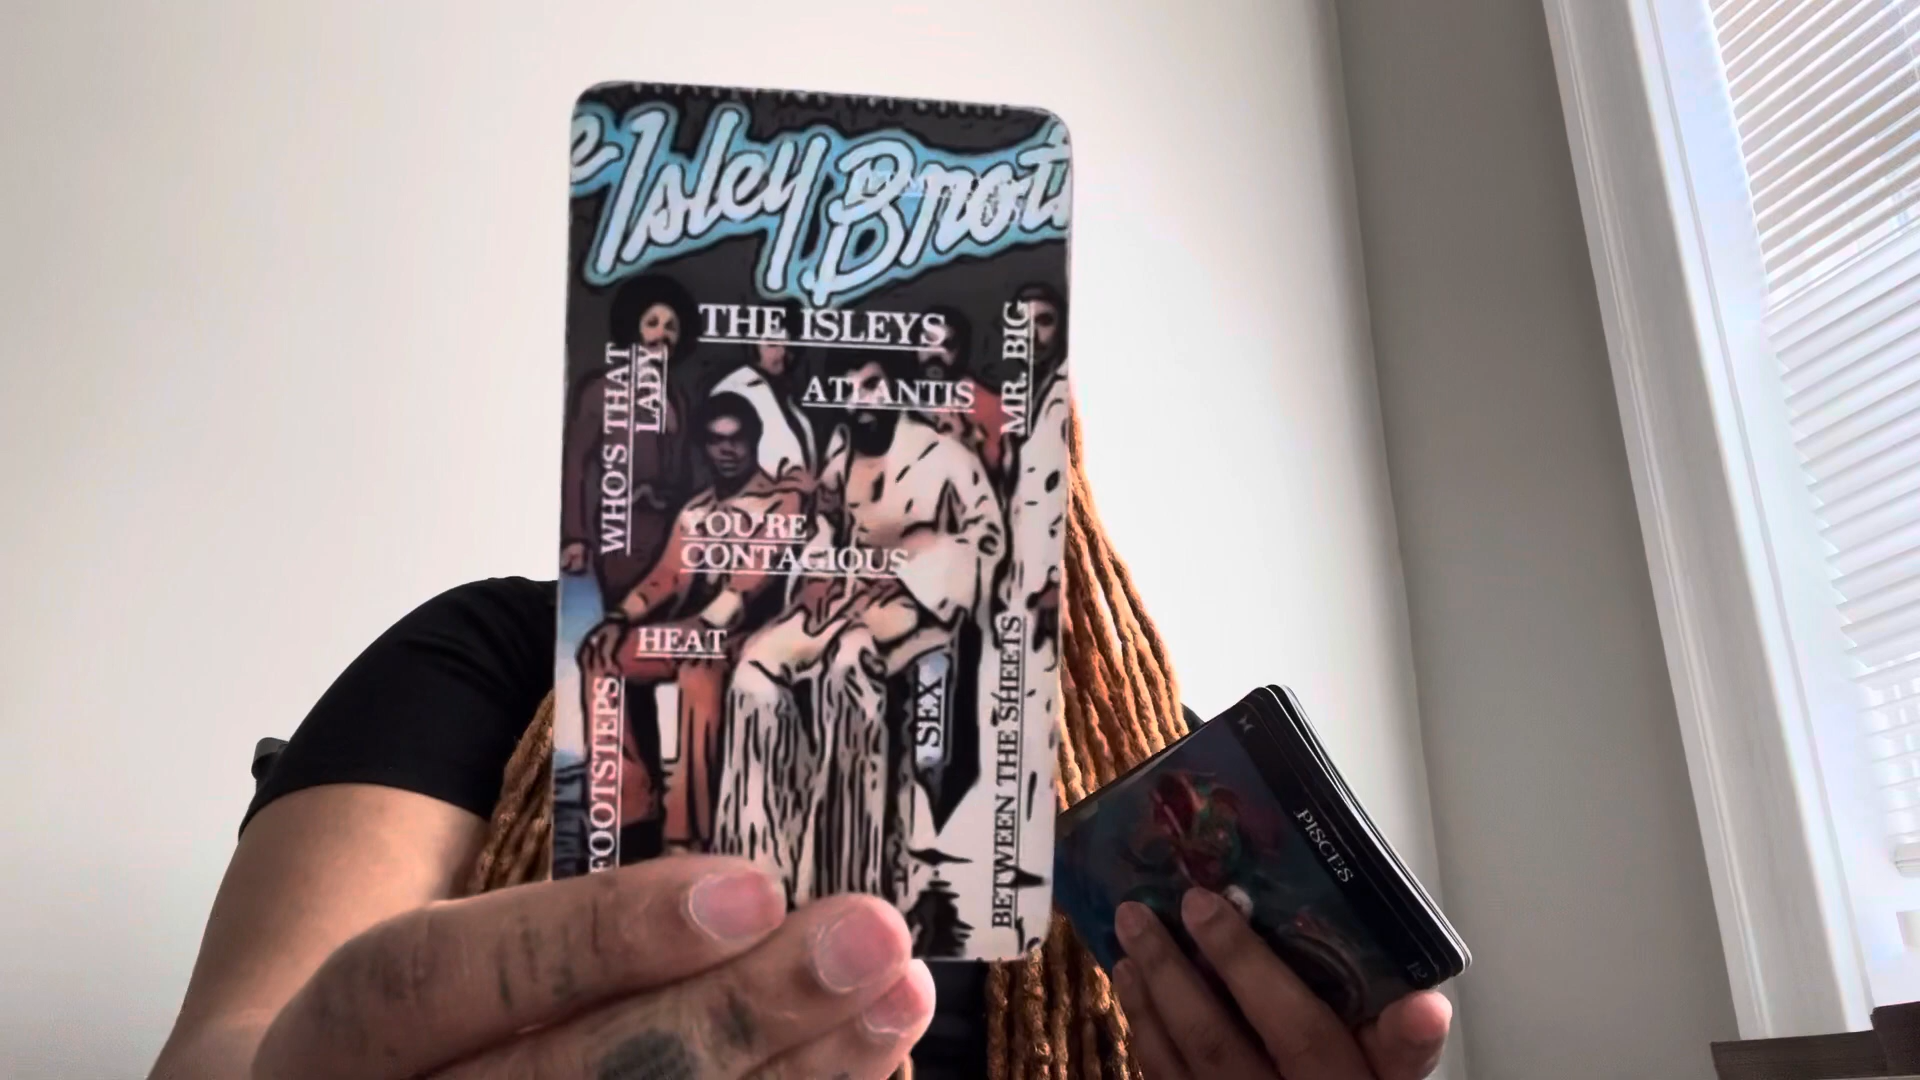 e Isley Broth
THE ISLEYS
MR. BIG
ATLANTIS
WHO'S THAT
LADY
YOU'RE
CONTAGIOUS
HEAT
FOOTSTEPS
SEX
BETWEEN THE SHEETS
PISCES